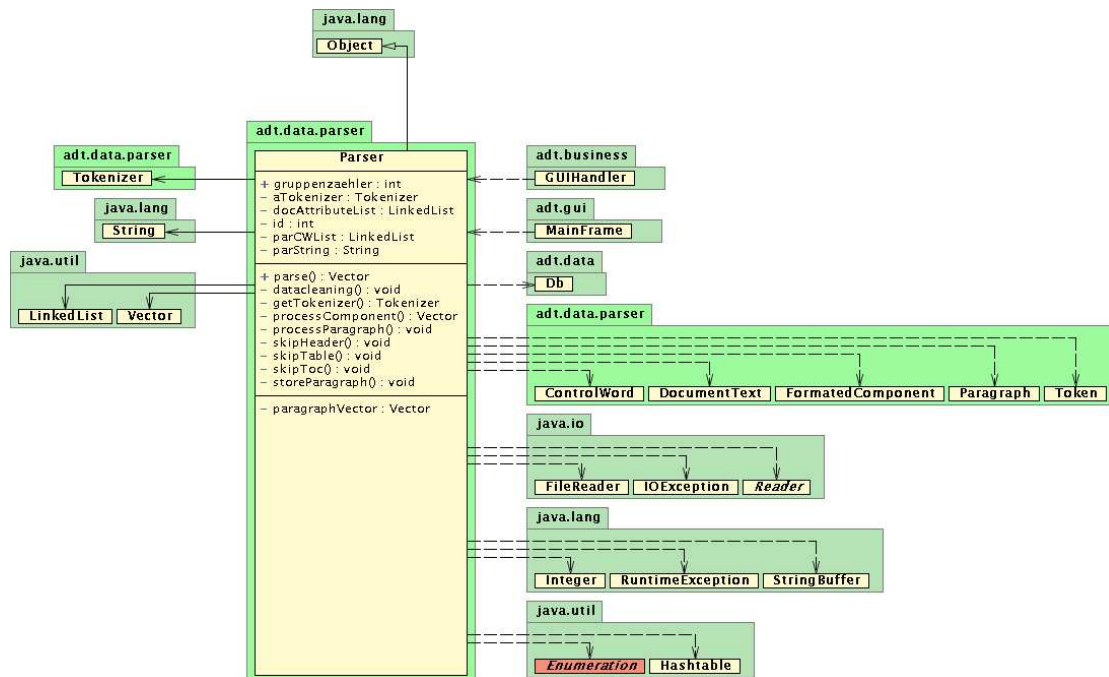 java.lang
Object
adt.data.parser
Parser
+ gruppenzaehler : int
− aTokenizer : Tokenizer
− docAttributeList : LinkedList
− id : int
− parCWList : LinkedList
− parString : String
+ parse() : Vector
− datacleaning() : void
− getTokenizer() : Tokenizer
− processComponent() : Vector
− processParagraph() : void
− skipHeader() : void
− skipTable() : void
− skipToc() : void
− storeParagraph() : void
− paragraphVector : Vector
adt.data.parser
Tokenizer
java.lang
String
java.util
LinkedList Vector
adt.business
GUIHandler
adt.gui
MainFrame
adt.data
Db
adt.data.parser
ControlWord DocumentText FormatedComponent Paragraph Token
java.io
FileReader IOException Reader
java.lang
Integer RuntimeException StringBuffer
java.util
Enumeration Hashtable